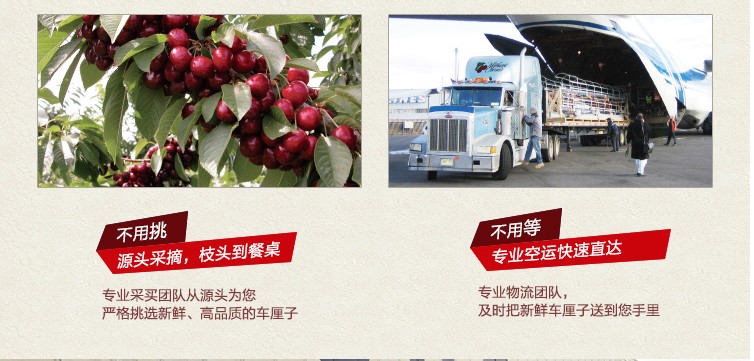 不用挑
源头采摘，枝头到餐桌
专业采买团队从源头为您
严格挑选新鲜、高品质的车厘子
不用等
专业空运快速直达
专业物流团队，
及时把新鲜车厘子送到您手里